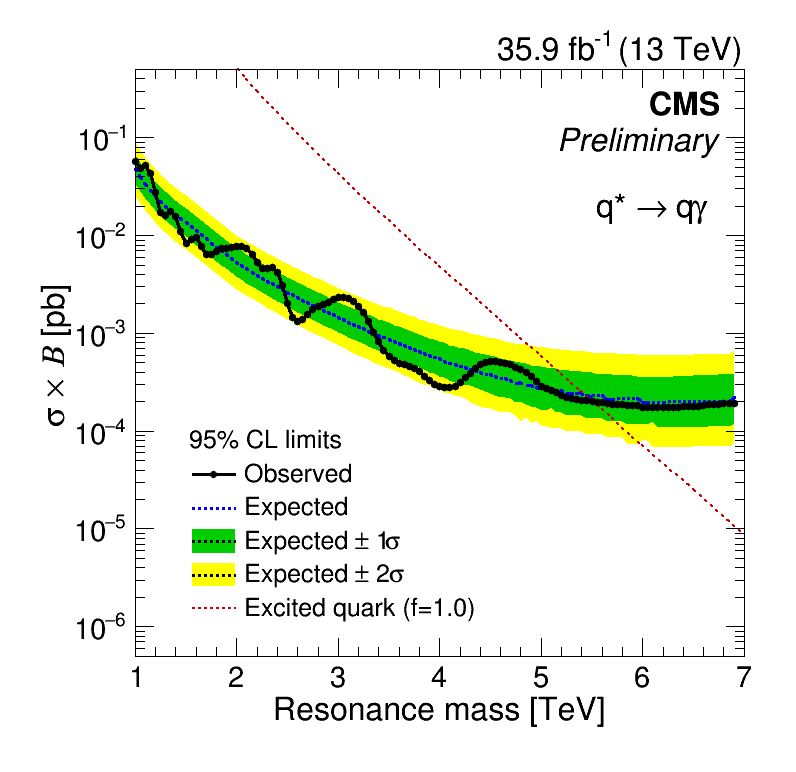 35.9 fb⁻¹ (13 TeV)
CMS
Preliminary
q* → qγ
σ × B [pb]
10⁻¹
10⁻²
10⁻³
10⁻⁴
10⁻⁵
10⁻⁶
95% CL limits
Observed
Expected
Expected ± 1σ
Expected ± 2σ
Excited quark (f=1.0)
1 2 3 4 5 6 7
Resonance mass [TeV]